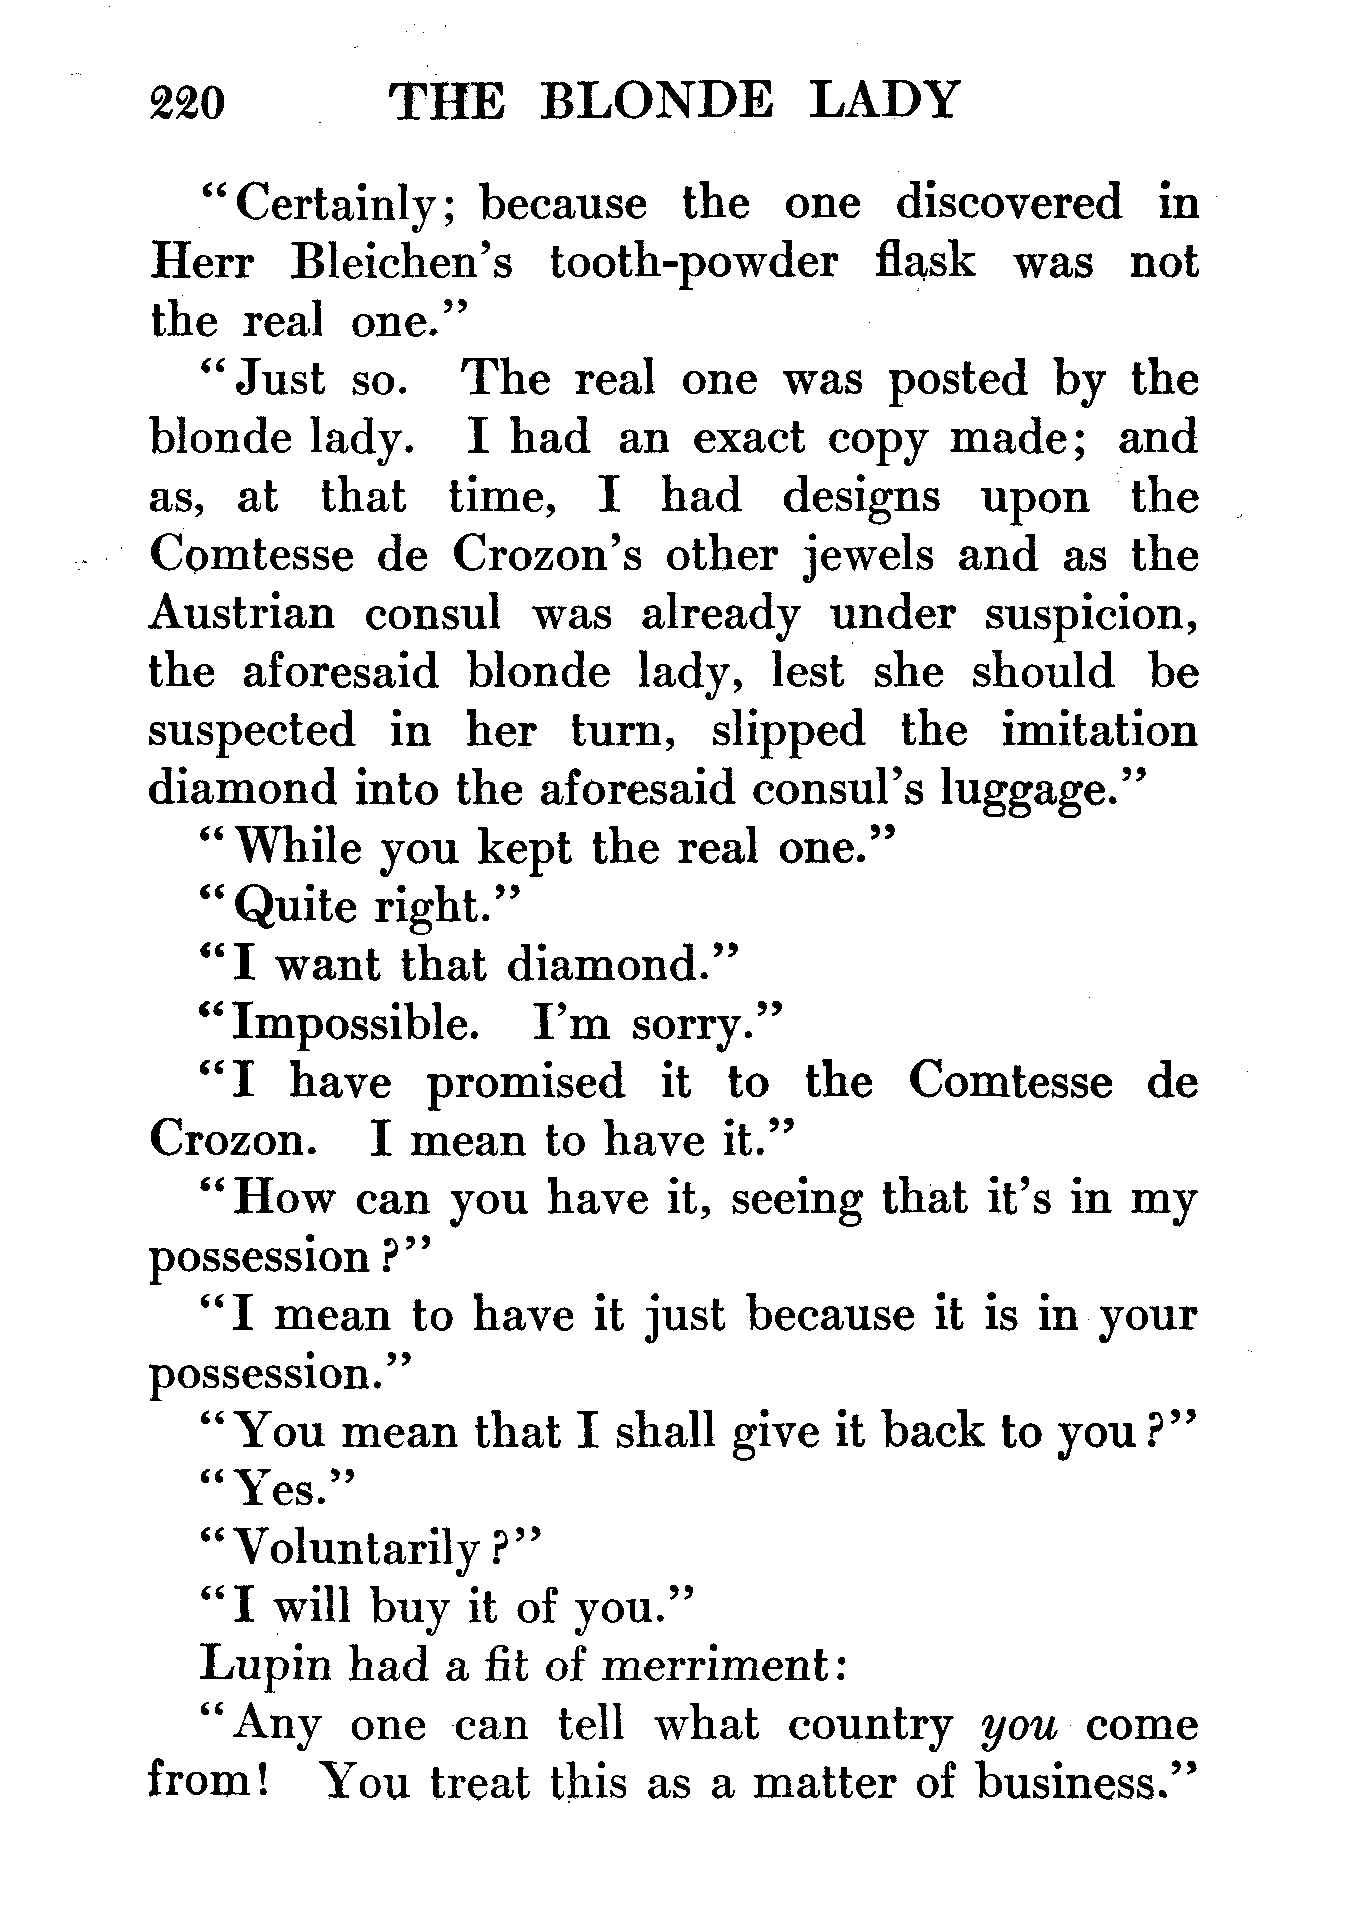 220 THE BLONDE LADY
"Certainly; because the one discovered in
Herr Bleichen's tooth-powder flask was not
the real one."
"Just so. The real one was posted by the
blonde lady. I had an exact copy made; and
as, at that time, I had designs upon the
Comtesse de Crozon's other jewels and as the
Austrian consul was already under suspicion,
the aforesaid blonde lady, lest she should be
suspected in her turn, slipped the imitation
diamond into the aforesaid consul's luggage."
"While you kept the real one."
"Quite right."
"I want that diamond."
"Impossible. I'm sorry."
"I have promised it to the Comtesse de
Crozon. I mean to have it."
"How can you have it, seeing that it's in my
possession?"
"I mean to have it just because it is in your
possession."
"You mean that I shall give it back to you?"
"Yes."
"Voluntarily?"
"I will buy it of you."
Lupin had a fit of merriment:
"Any one can tell what country you come
from! You treat this as a matter of business."